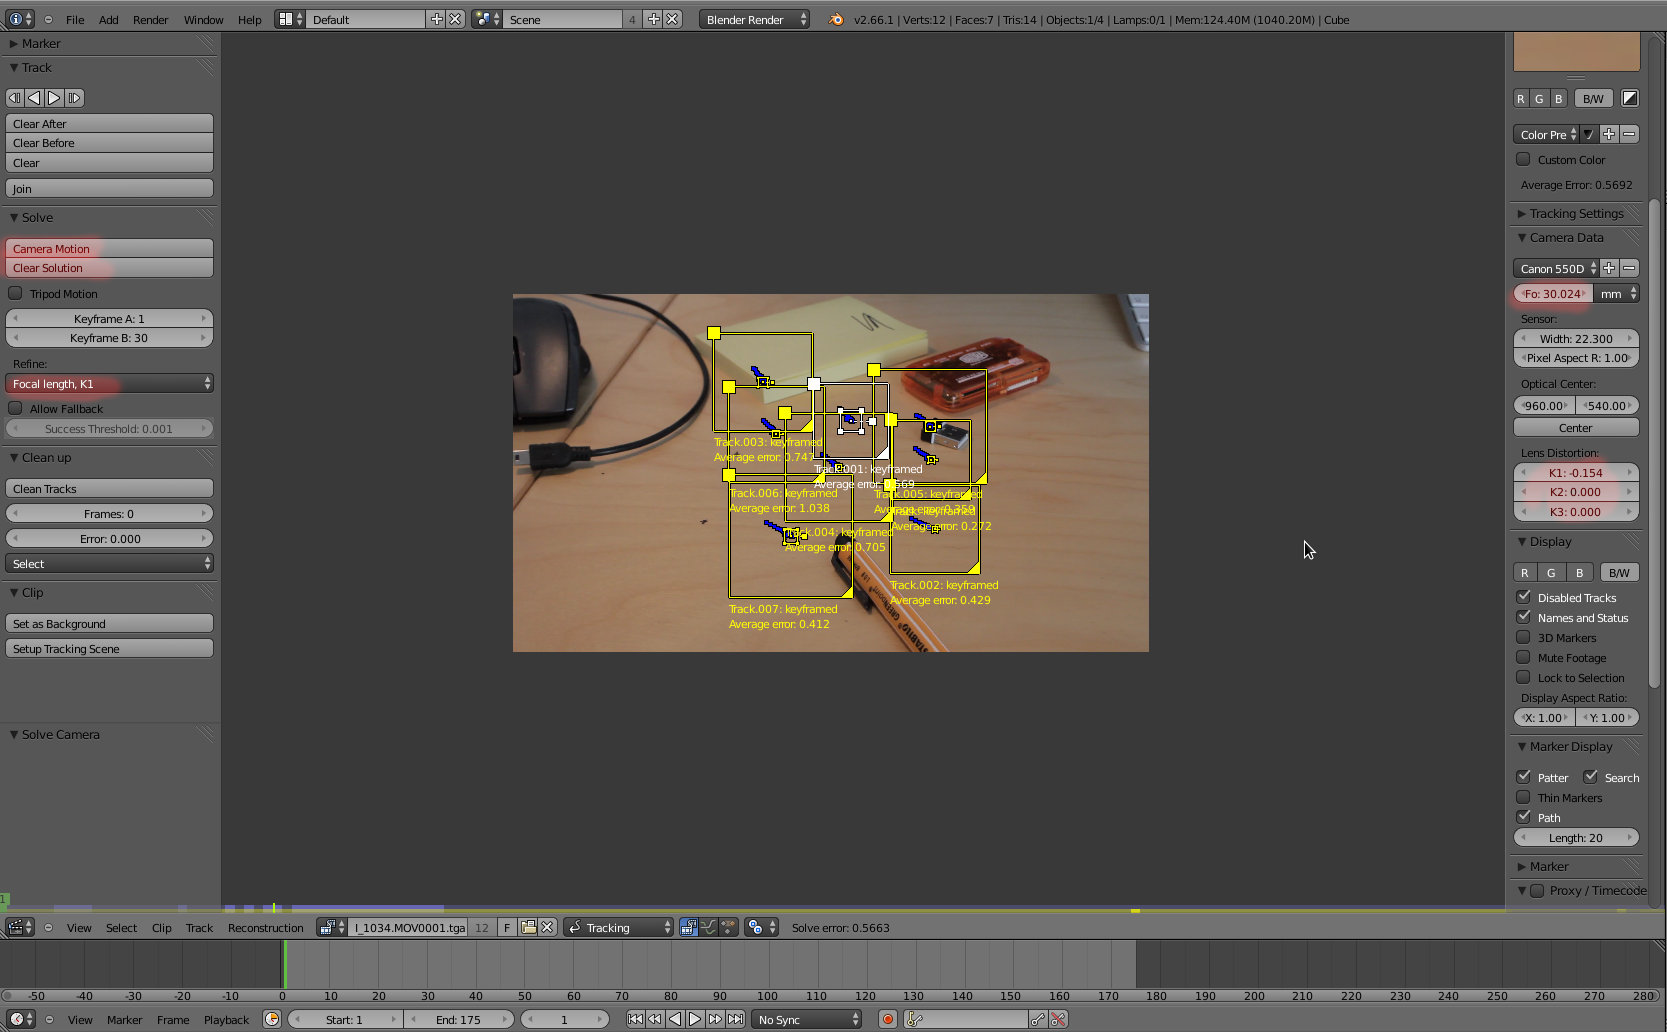 File Add Render Window Help Default Scene 4 Blender Render v2.66.1 | Verts:12 | Faces:7 | Tris:14 | Objects:1/4 | Lamps:0/1 | Mem:124.40M (1040.20M) | Cube
Marker
Track
Clear After
Clear Before
Clear
Join
Solve
Camera Motion
Clear Solution
Tripod Motion
Keyframe A: 1
Keyframe B: 30
Refine:
Focal length, K1
Allow Fallback
Success Threshold: 0.001
Clean up
Clean Tracks
Frames: 0
Error: 0.000
Select
Clip
Set as Background
Setup Tracking Scene
Solve Camera
1
Track.003: keyframed
Average error: 0.747
Track.001: keyframed
Average error:
Track.006: keyframed
Average error: 1.038
Track.005: keyframed
Average error: 0.359
Track: keyframed
Average error: 0.272
Track.004: keyframed
Average error: 0.705
Track.002: keyframed
Average error: 0.429
Track.007: keyframed
Average error: 0.412
STABILO
GREENpoint
R G B B/W
Color Pre
Custom Color
Average Error: 0.5692
Tracking Settings
Camera Data
Canon 550D
Fo: 30.024 mm
Sensor:
Width: 22.300
Pixel Aspect R: 1.00
Optical Center:
960.00 540.00
Center
Lens Distortion:
K1: -0.154
K2: 0.000
K3: 0.000
Display
R G B B/W
Disabled Tracks
Names and Status
3D Markers
Mute Footage
Lock to Selection
Display Aspect Ratio:
X: 1.00 Y: 1.00
Marker Display
Patter Search
Thin Markers
Path
Length: 20
Marker
Proxy / Timecode
View Select Clip Track Reconstruction I_1034.MOV0001.tga 12 F Tracking Solve error: 0.5663
-50 -40 -30 -20 -10 0 10 20 30 40 50 60 70 80 90 100 110 120 130 140 150 160 170 180 190 200 210 220 230 240 250 260 270 280
View Marker Frame Playback Start: 1 End: 175 1 No Sync